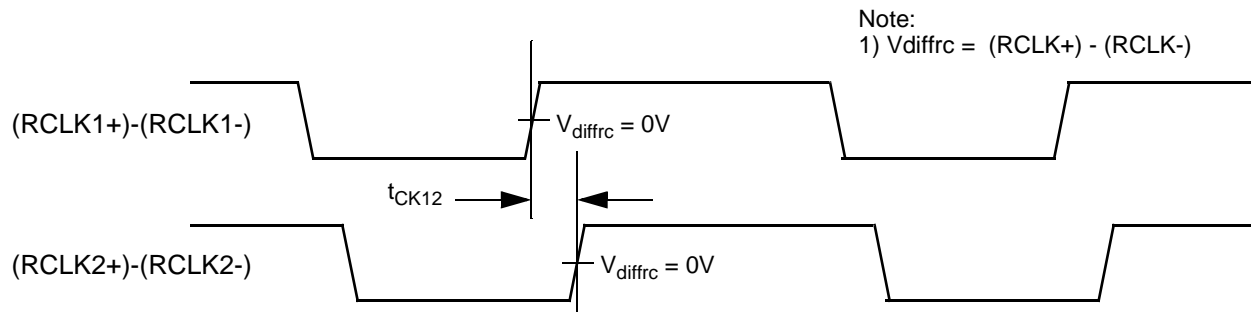 Note:
1) Vdiffrc = (RCLK+) - (RCLK-)
(RCLK1+)-(RCLK1-)
Vdiffrc = 0V
tCK12
(RCLK2+)-(RCLK2-)
Vdiffrc = 0V